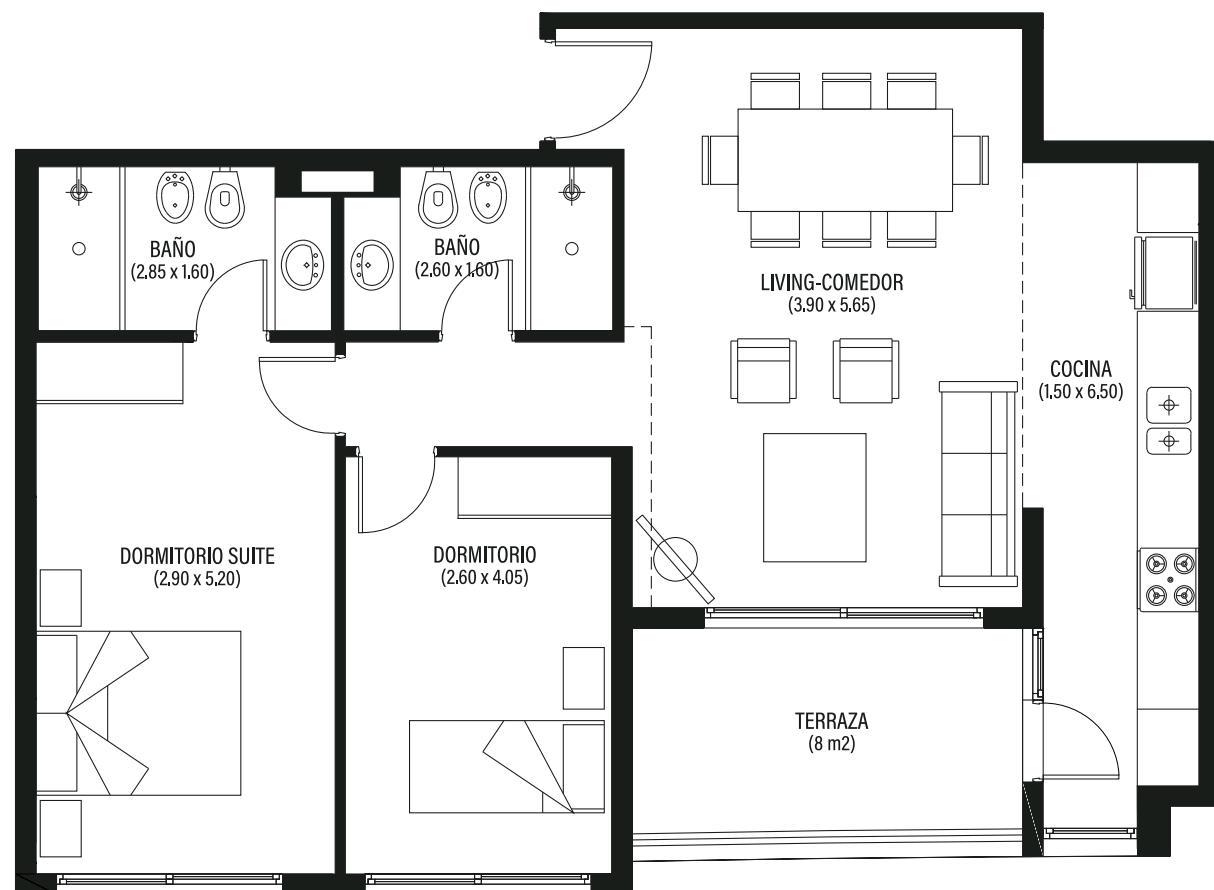 BAÑO
(2.85 x 1.60)
BAÑO
(2.60 x 1.60)
LIVING-COMEDOR
(3.90 x 5.65)
COCINA
(1.50 x 6.50)
DORMITORIO SUITE
(2.90 x 5.20)
DORMITORIO
(2.60 x 4.05)
TERRAZA
(8 m2)